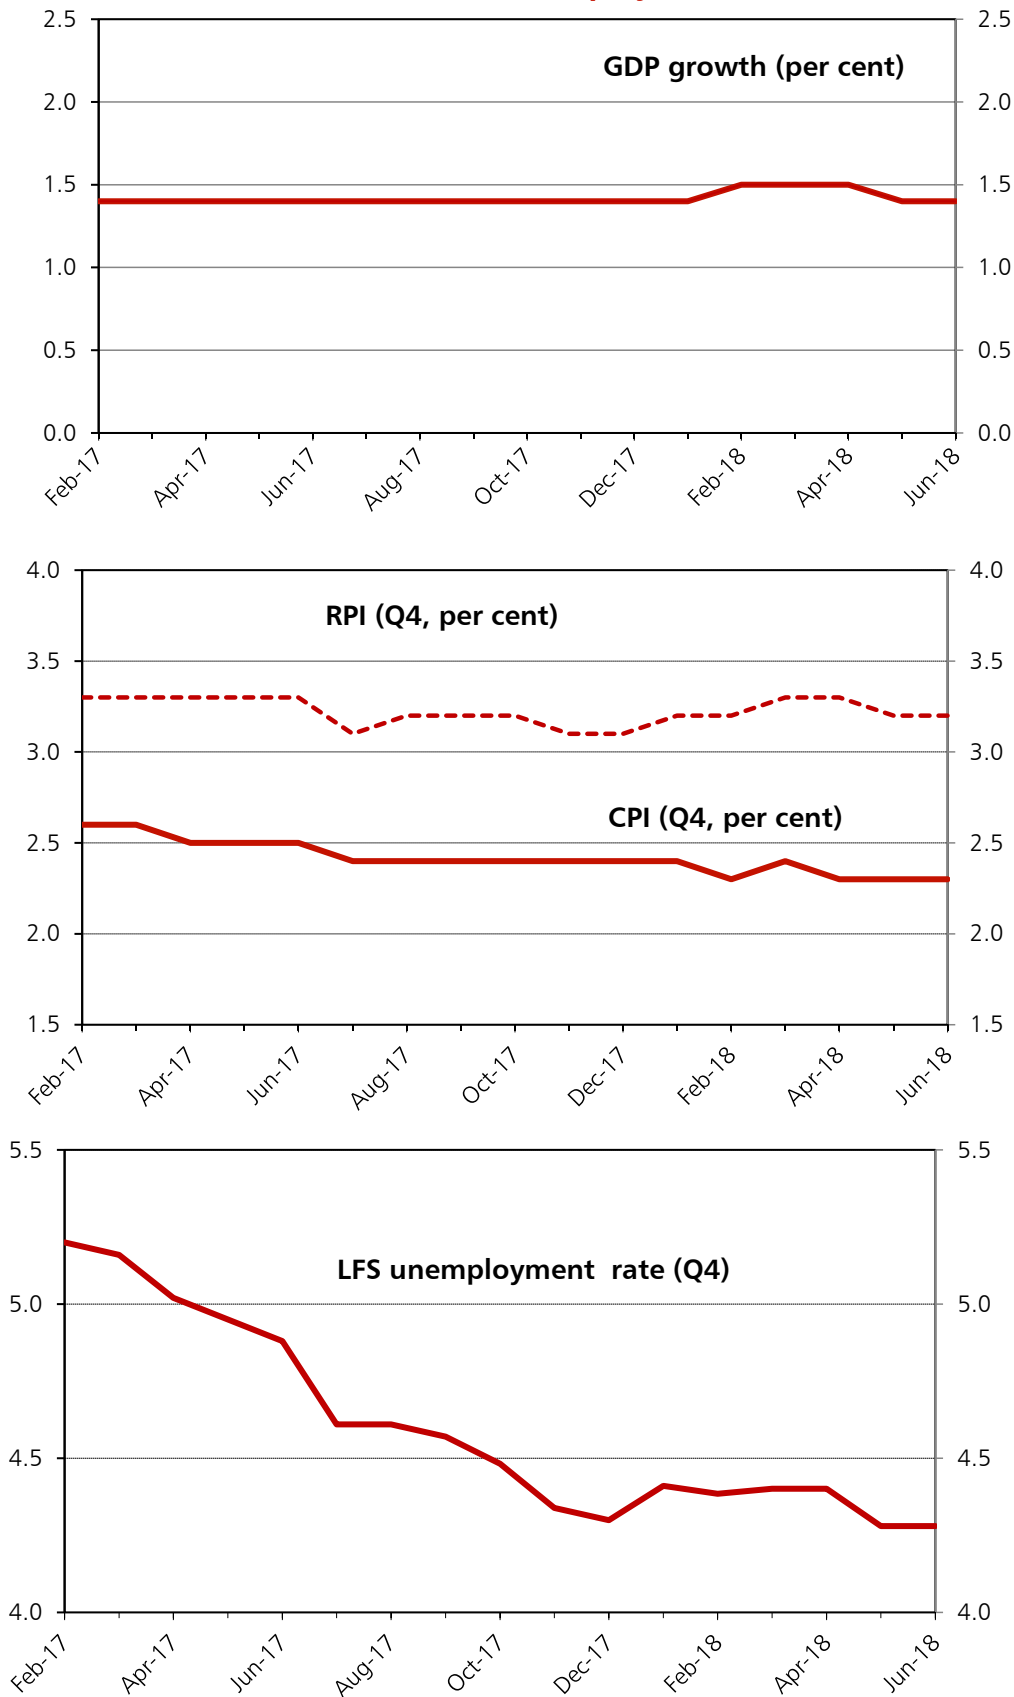 2.5 2.5
GDP growth (per cent)
2.0 2.0
1.5 1.5
1.0 1.0
0.5 0.5
0.0 0.0
Feb-17 Apr-17 Jun-17 Aug-17 Oct-17 Dec-17 Feb-18 Apr-18 Jun-18
4.0 4.0
RPI (Q4, per cent)
3.5 3.5
3.0 3.0
CPI (Q4, per cent)
2.5 2.5
2.0 2.0
1.5 1.5
Feb-17 Apr-17 Jun-17 Aug-17 Oct-17 Dec-17 Feb-18 Apr-18 Jun-18
5.5 5.5
LFS unemployment rate (Q4)
5.0 5.0
4.5 4.5
4.0 4.0
Feb-17 Apr-17 Jun-17 Aug-17 Oct-17 Dec-17 Feb-18 Apr-18 Jun-18